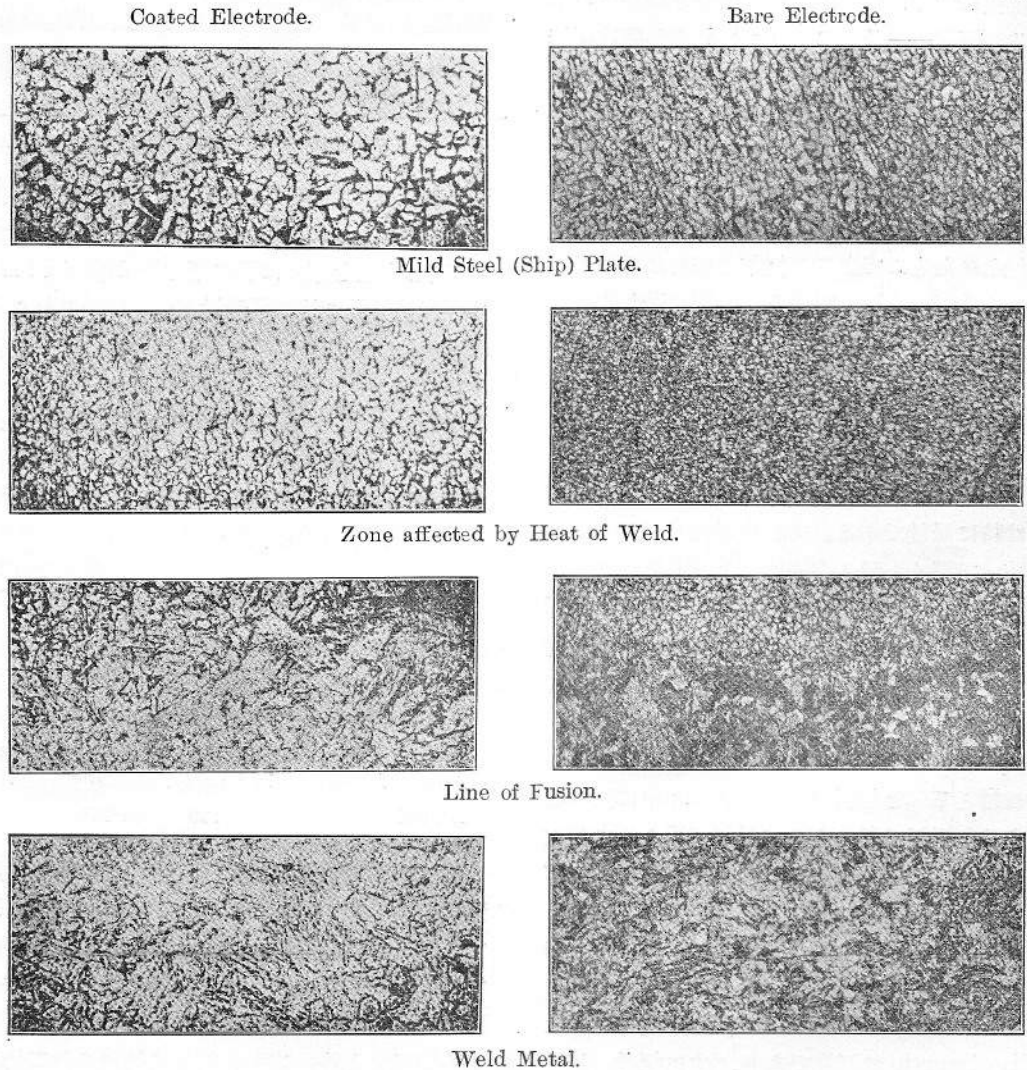 Coated Electrode.
Bare Electrode.
Mild Steel (Ship) Plate.
Zone affected by Heat of Weld.
Line of Fusion.
Weld Metal.